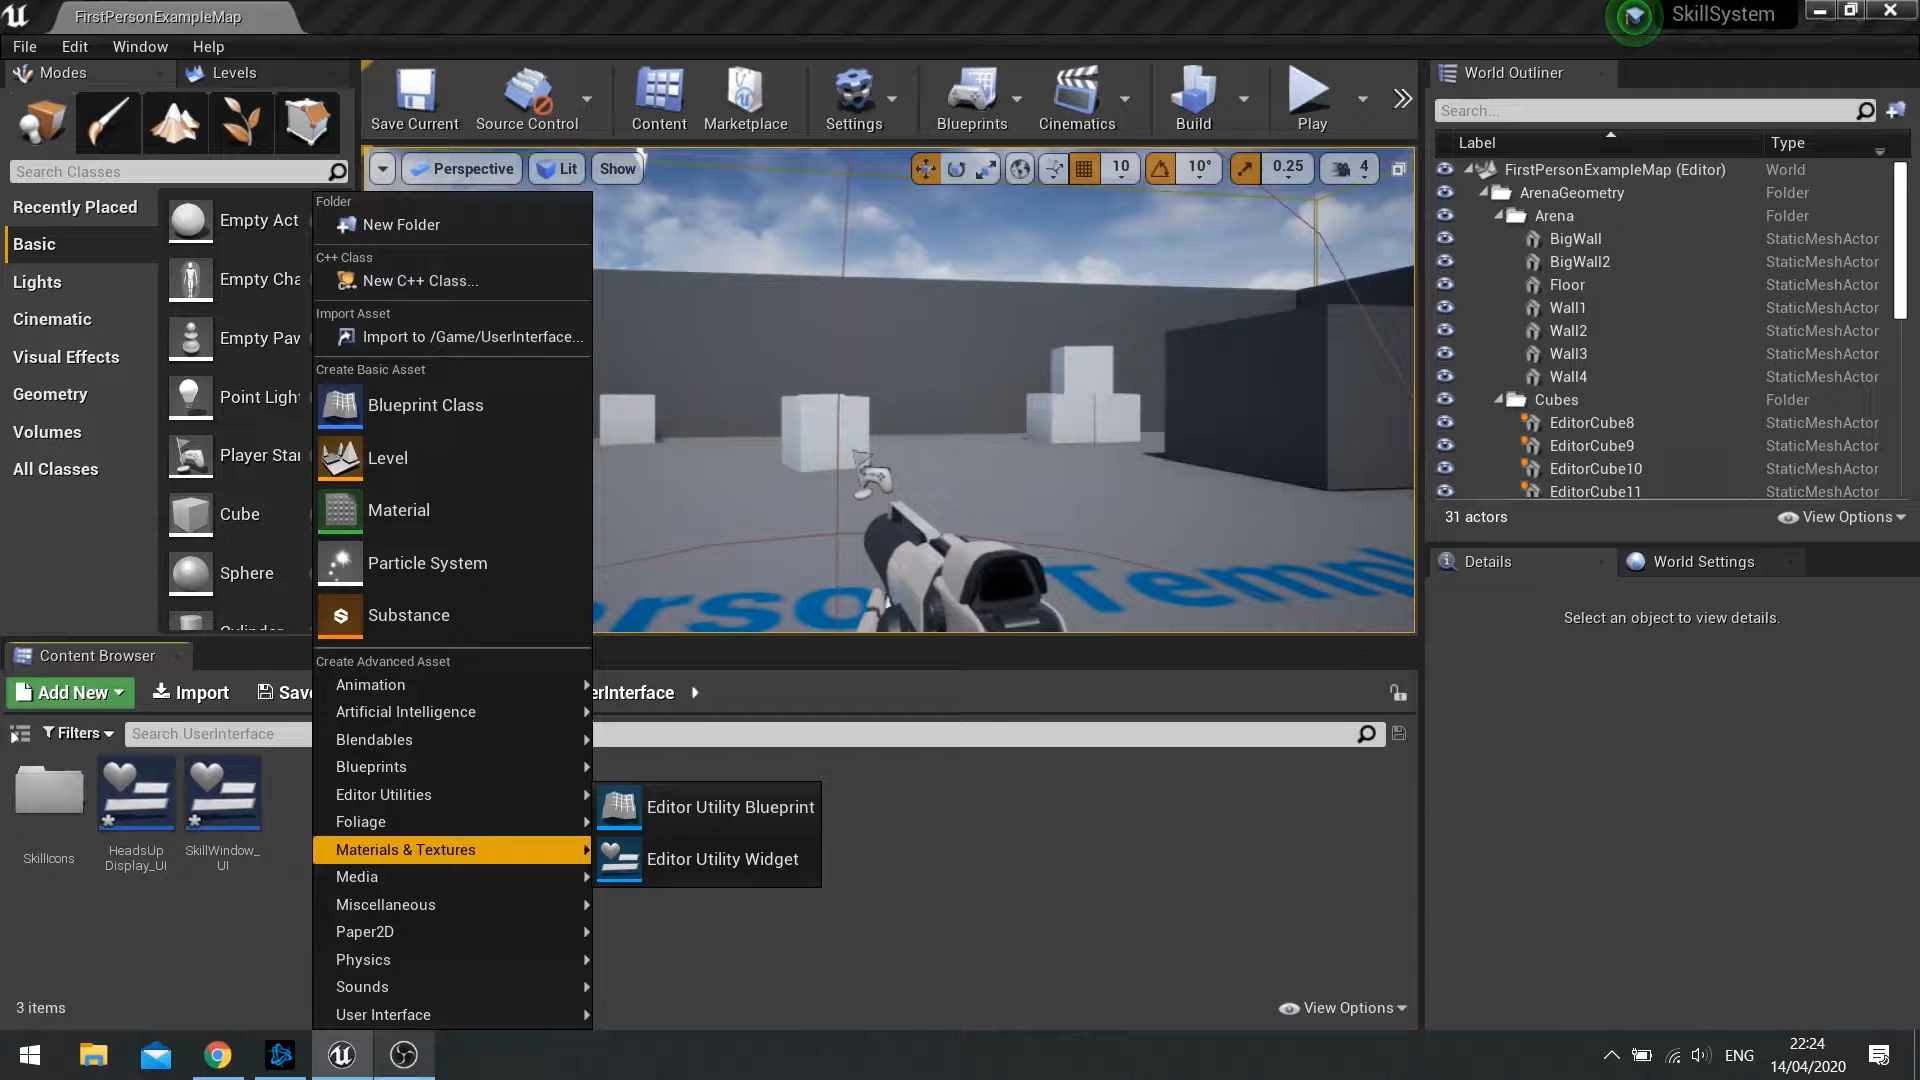 FirstPersonExampleMap
SkillSystem
File
Edit
Window
Help
Modes
Levels
Save Current
Source Control
Content
Marketplace
Settings
Blueprints
Cinematics
Build
Play
World Outliner
Search...
Label
Type
Search Classes
Perspective
Lit
Show
10
10°
0.25
4
Recently Placed
Basic
Lights
Cinematic
Visual Effects
Geometry
Volumes
All Classes
Empty Act
Empty Cha
Empty Paw
Point Light
Player Star
Cube
Sphere
Cylinder
Folder
New Folder
C++ Class
New C++ Class...
Import Asset
Import to /Game/UserInterface...
Create Basic Asset
Blueprint Class
Level
Material
Particle System
Substance
Create Advanced Asset
Animation
Artificial Intelligence
Blendables
Blueprints
Editor Utilities
Foliage
Materials & Textures
Media
Miscellaneous
Paper2D
Physics
Sounds
User Interface
Editor Utility Blueprint
Editor Utility Widget
FirstPersonExampleMap (Editor)
World
ArenaGeometry
Folder
Arena
Folder
BigWall
StaticMeshActor
BigWall2
StaticMeshActor
Floor
StaticMeshActor
Wall1
StaticMeshActor
Wall2
StaticMeshActor
Wall3
StaticMeshActor
Wall4
StaticMeshActor
Cubes
Folder
EditorCube8
StaticMeshActor
EditorCube9
StaticMeshActor
EditorCube10
StaticMeshActor
EditorCube11
StaticMeshActor
31 actors
View Options
Details
World Settings
Select an object to view details.
erso Templ
Content Browser
Add New
Import
Save
erInterface
Filters
Search UserInterface
SkillIcons
HeadsUp
Display_UI
SkillWindow_
UI
3 items
View Options
ENG
22:24
14/04/2020